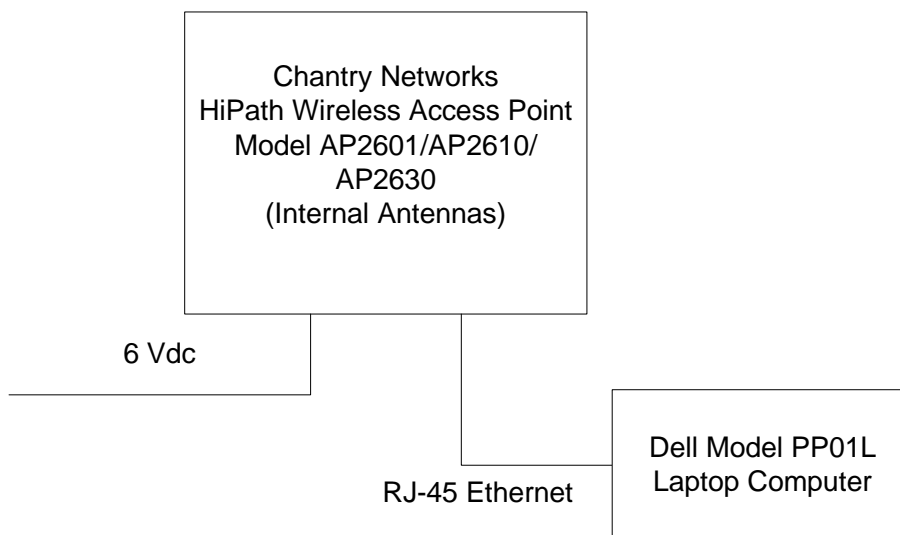 Chantry Networks
HiPath Wireless Access Point
Model AP2601/AP2610/
AP2630
(Internal Antennas)
6 Vdc
Dell Model PP01L
Laptop Computer
RJ-45 Ethernet